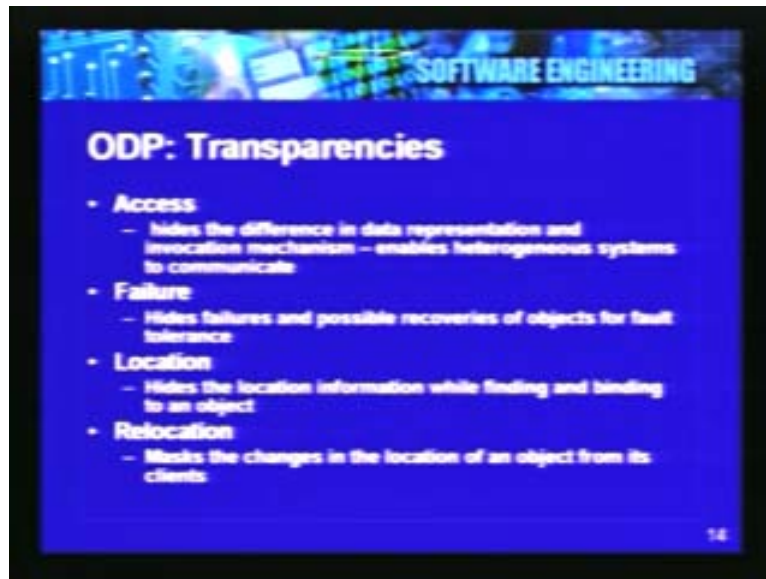 SOFTWARE ENGINEERING
ODP: Transparencies
• Access
– hides the difference in data representation and
invocation mechanism – enables heterogeneous systems
to communicate
• Failure
– Hides failures and possible recoveries of objects for fault
tolerance
• Location
– Hides the location information while finding and binding
to an object
• Relocation
– Masks the changes in the location of an object from its
clients
14